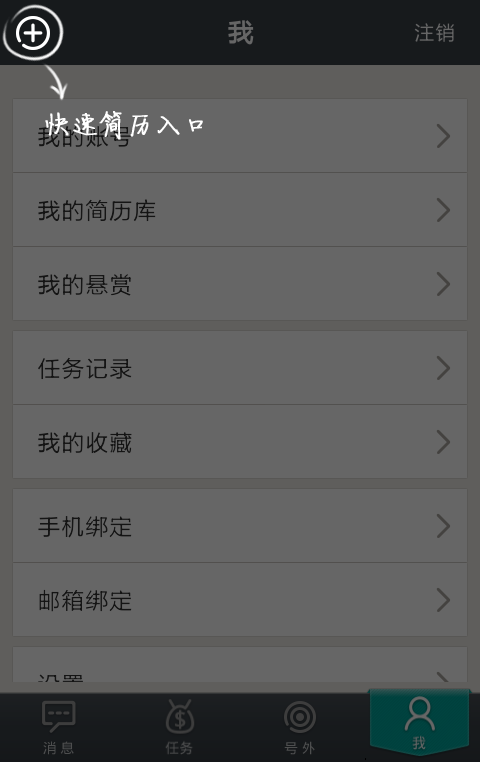 我
注销
快速简历入口
我的账号
我的简历库
我的悬赏
任务记录
我的收藏
手机绑定
邮箱绑定
设置
消息
任务
号外
我